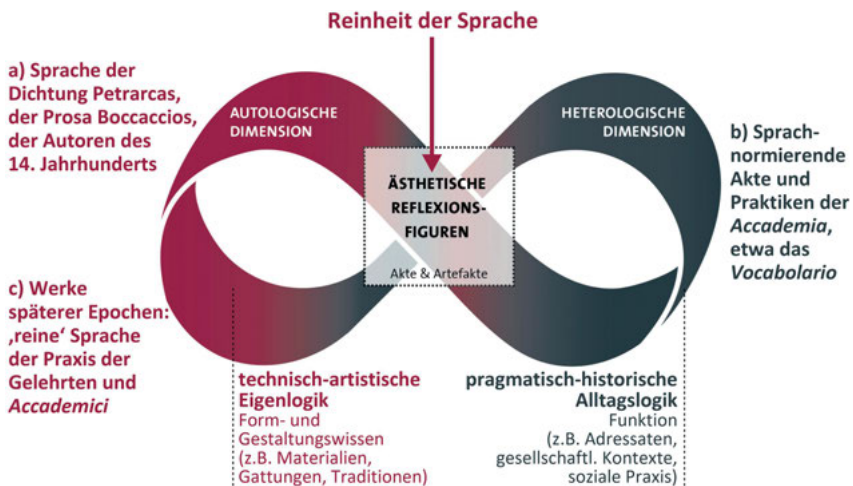 Reinheit der Sprache
a) Sprache der
Dichtung Petrarcas,
der Prosa Boccaccios,
der Autoren des
14. Jahrhunderts
AUTOLOGISCHE
DIMENSION
HETEROLOGISCHE
DIMENSION
ÄSTHETISCHE
REFLEXIONS-
FIGUREN
Akte & Artefakte
b) Sprach-
normierende
Akte und
Praktiken der
Accademia,
etwa das
Vocabolario
c) Werke
späterer Epochen:
‚reine‘ Sprache
der Praxis der
Gelehrten und
Accademici
technisch-artistische
Eigenlogik
Form- und
Gestaltungswissen
(z.B. Materialien,
Gattungen, Traditionen)
pragmatisch-historische
Alltagslogik
Funktion
(z.B. Adressaten,
gesellschaftl. Kontexte,
soziale Praxis)